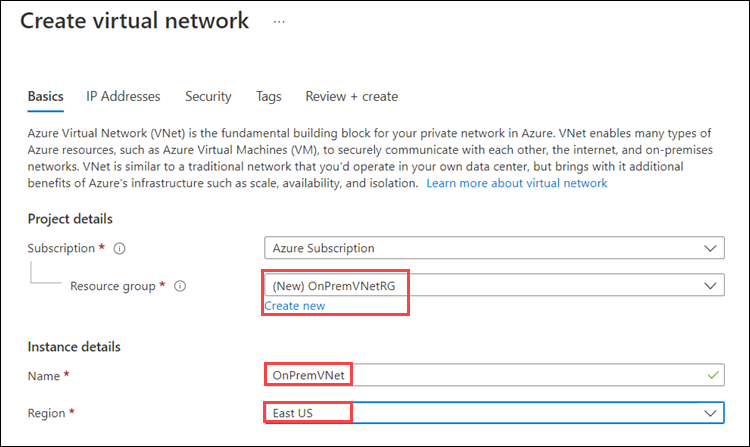 Create virtual network ...
Basics IP Addresses Security Tags Review + create
Azure Virtual Network (VNet) is the fundamental building block for your private network in Azure. VNet enables many types of
Azure resources, such as Azure Virtual Machines (VM), to securely communicate with each other, the internet, and on-premises
networks. VNet is similar to a traditional network that you'd operate in your own data center, but brings with it additional
benefits of Azure's infrastructure such as scale, availability, and isolation. Learn more about virtual network
Project details
Subscription * Azure Subscription
Resource group * (New) OnPremVNetRG
Create new
Instance details
Name * OnPremVNet
Region * East US